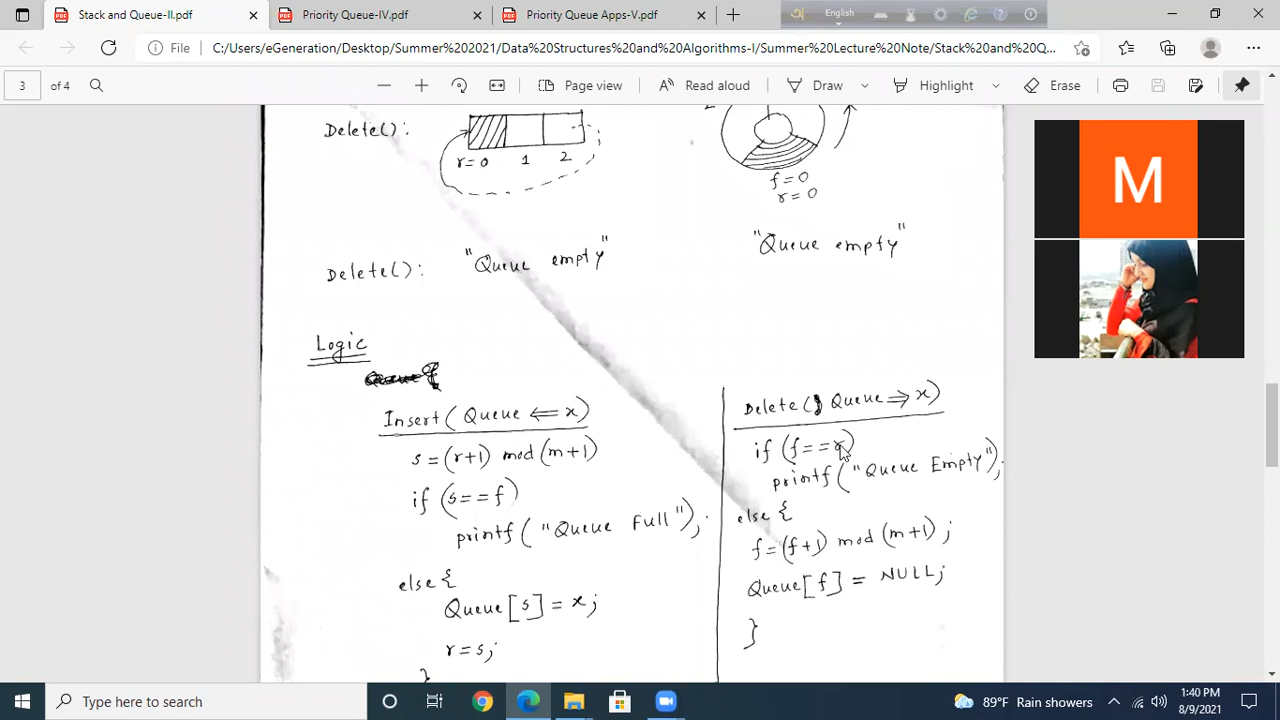 Stack and Queue-II.pdf
Priority Queue-IV.pdf
Priority Queue Apps-V.pdf
English
File
C:/Users/eGeneration/Desktop/Summer%202021/Data%20Structures%20and%20Algorithms-I/Summer%20Lecture%20Note/Stack%20and%20Q...
3 of 4
Page view
Read aloud
Draw
Highlight
Erase
Delete():
r=0 1 2
f=0
r=0
"Queue empty"
Delete(): "Queue empty"
Logic
Insert(Queue ⇐ x)
s=(r+1) mod (m+1)
if (s==f)
printf("Queue Full");
else {
Queue[s] = x;
r=s;
}
Delete( Queue ⇒ x)
if (f==r)
printf("Queue Empty");
else {
f=(f+1) mod (m+1);
Queue[f] = NULL;
}
M
Type here to search
89°F Rain showers
1:40 PM
8/9/2021